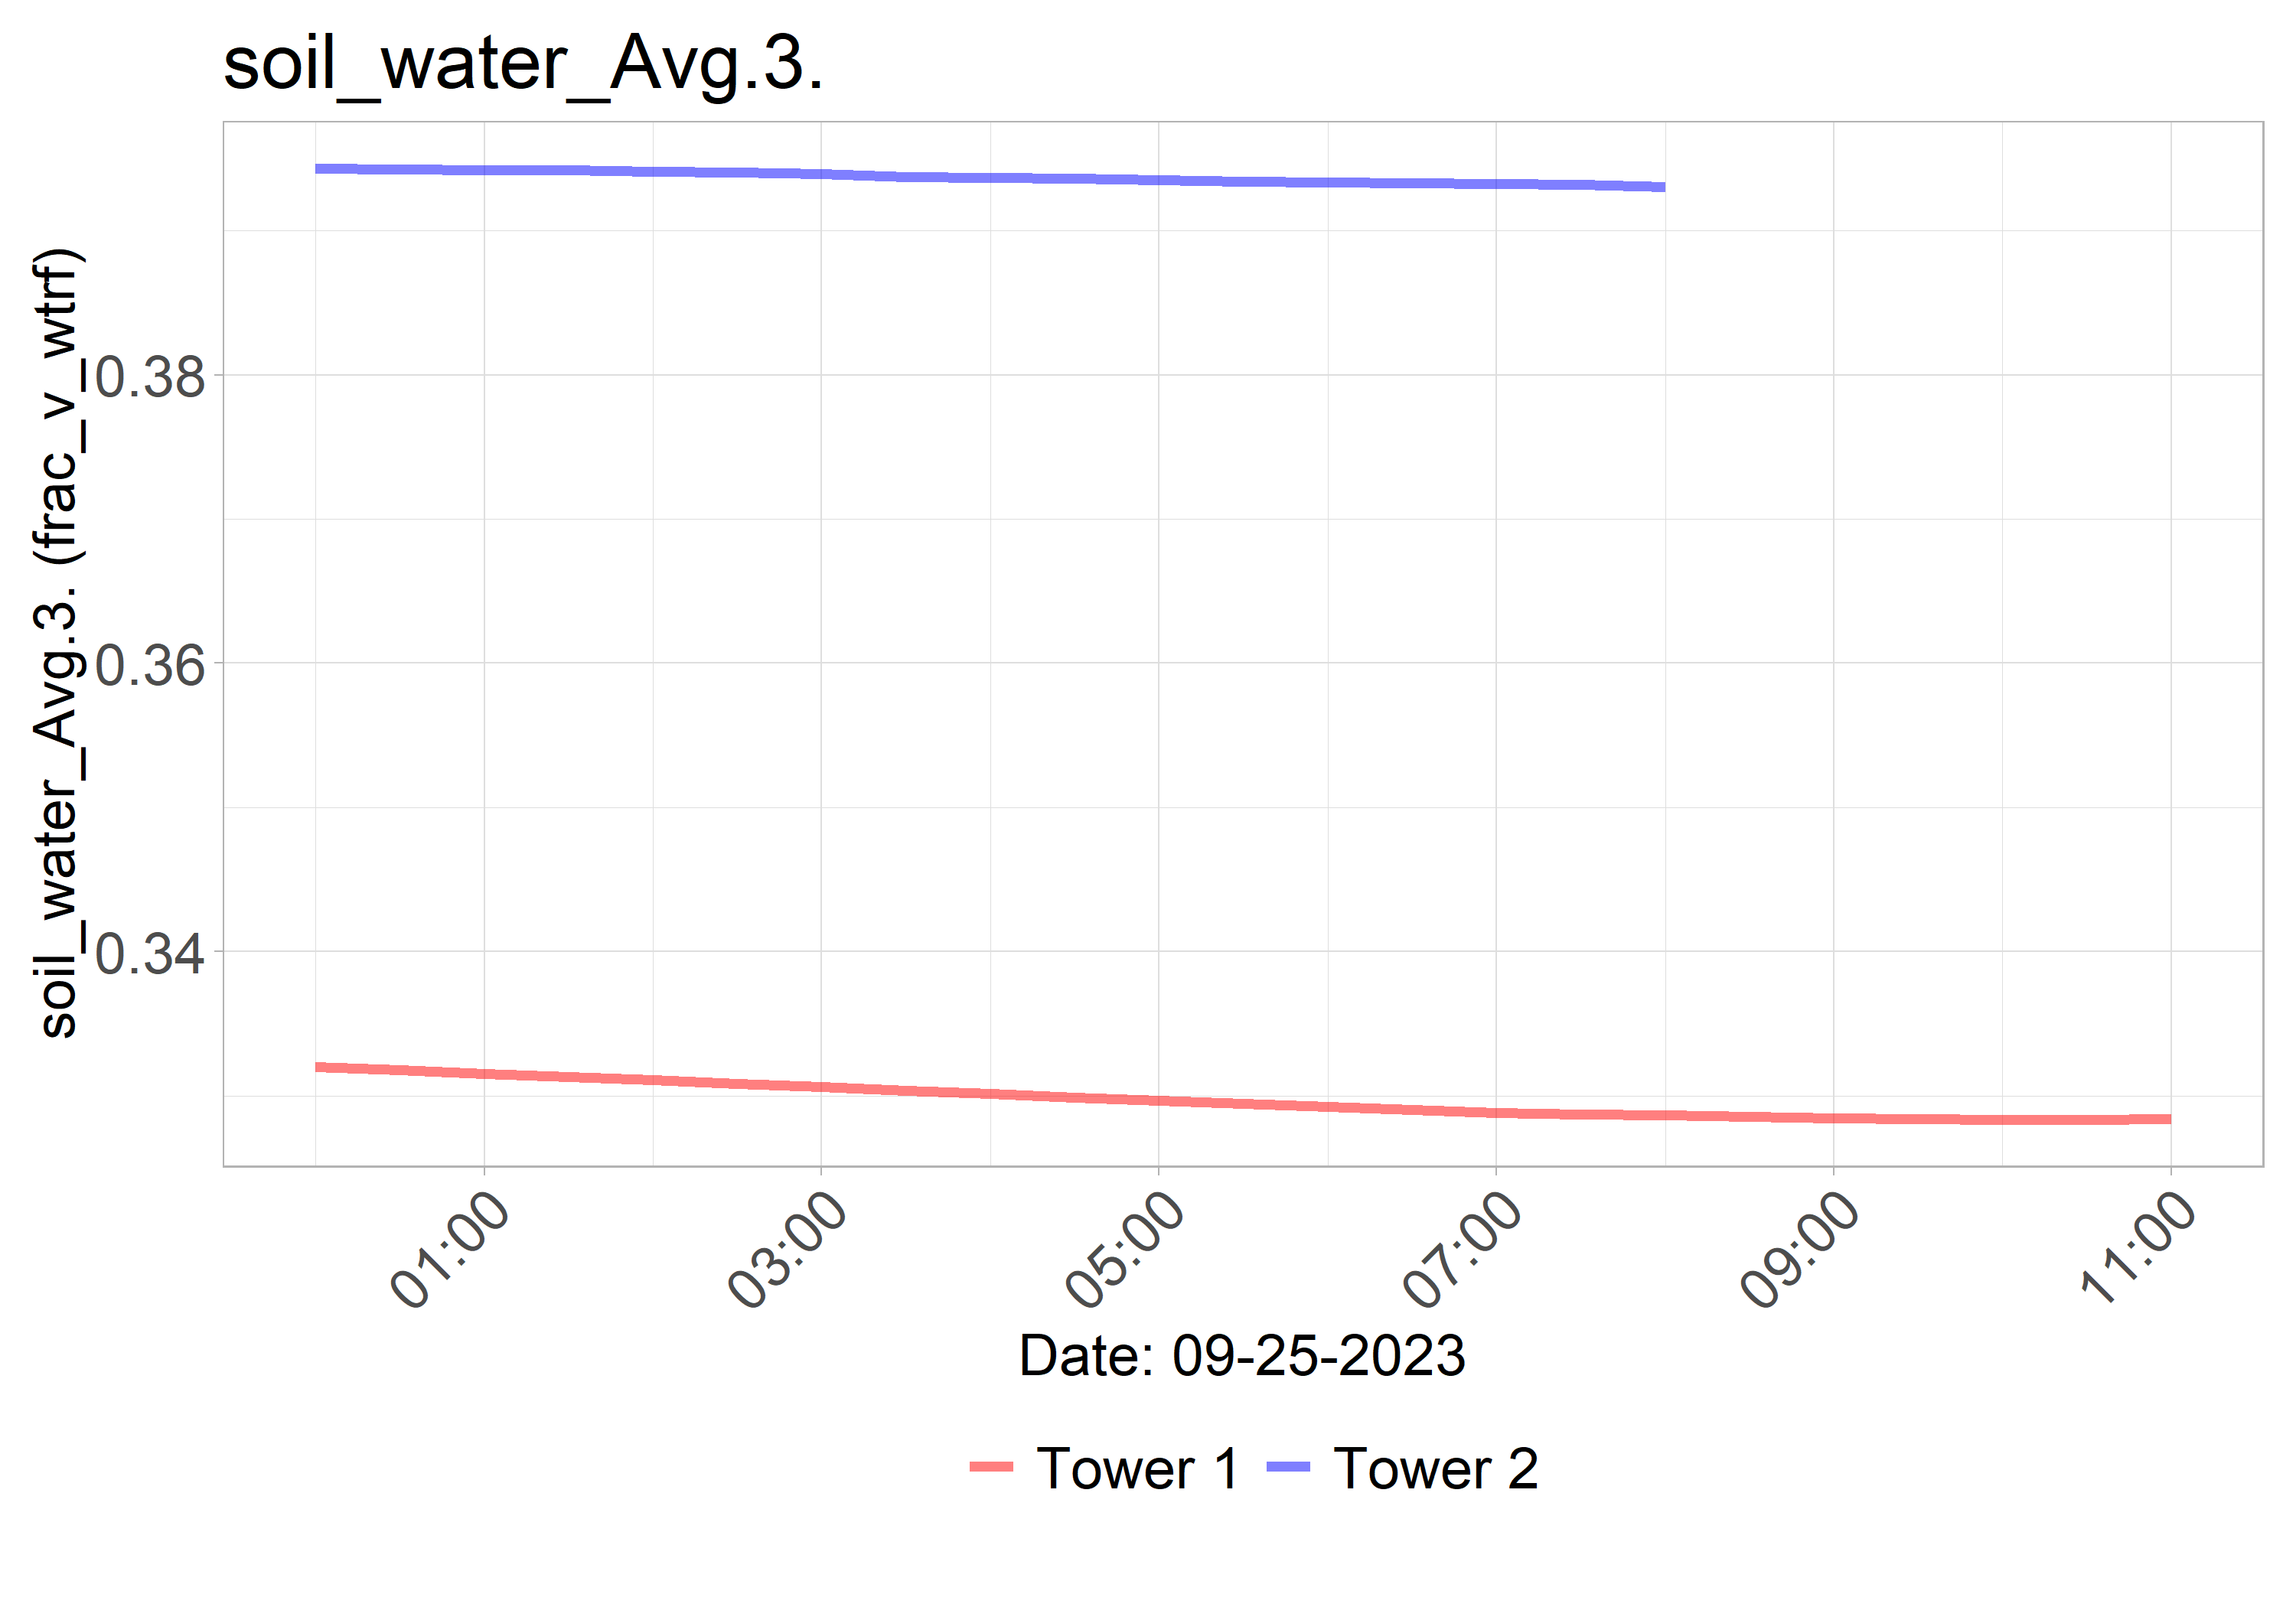 soil_water_Avg.3.
soil_water_Avg.3. (frac_v_wtrf)
0.38
0.36
0.34
01:00
03:00
05:00
07:00
09:00
11:00
Date: 09-25-2023
Tower 1
Tower 2